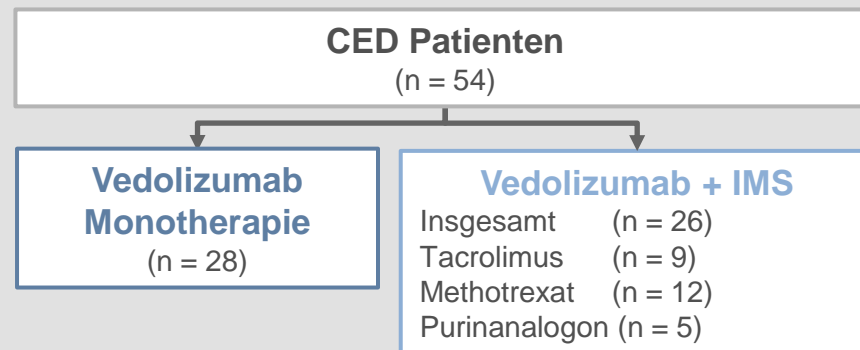 CED Patienten
(n = 54)
Vedolizumab
Monotherapie
(n = 28)
Vedolizumab + IMS
Insgesamt (n = 26)
Tacrolimus (n = 9)
Methotrexat (n = 12)
Purinanalogon (n = 5)